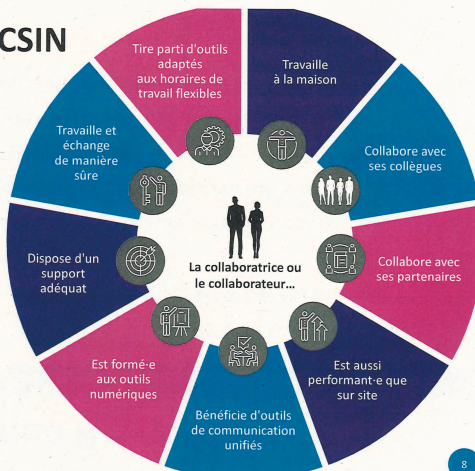 CSIN
Tire parti d'outils
adaptés
aux horaires de
travail flexibles
Travaille
à la maison
Collabore avec
ses collègues
Collabore avec
ses partenaires
Est aussi
performant·e que
sur site
Bénéficie d'outils
de communication
unifiés
Est formé·e
aux outils
numériques
Dispose d'un
support
adéquat
Travaille et
échange
de manière
sûre
La collaboratrice ou
le collaborateur...
8